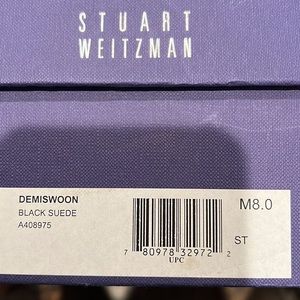 STUART
WEITZMAN
DEMISWOON
BLACK SUEDE
A408975
M8.0
ST
7 80978 32972 2
UPC